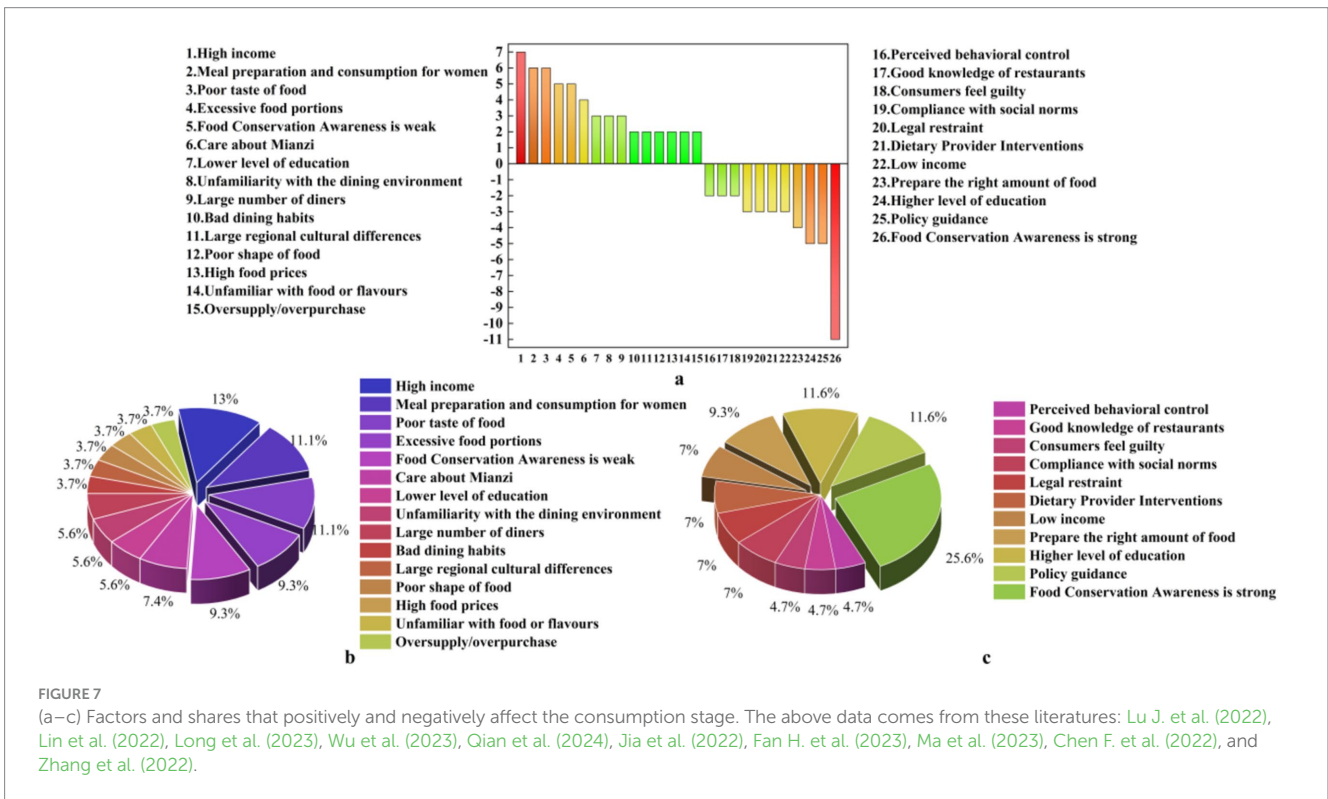 1.High income
2.Meal preparation and consumption for women
3.Poor taste of food
4.Excessive food portions
5.Food Conservation Awareness is weak
6.Care about Mianzi
7.Lower level of education
8.Unfamiliarity with the dining environment
9.Large number of diners
10.Bad dining habits
11.Large regional cultural differences
12.Poor shape of food
13.High food prices
14.Unfamiliar with food or flavours
15.Oversupply/overpurchase
7
6
5
4
3
2
1
0
-1
-2
-3
-4
-5
-6
-7
-8
-9
-10
-11
1 2 3 4 5 6 7 8 9 10 11 12 13 14 15 16 17 18 19 20 21 22 23 24 25 26
a
16.Perceived behavioral control
17.Good knowledge of restaurants
18.Consumers feel guilty
19.Compliance with social norms
20.Legal restraint
21.Dietary Provider Interventions
22.Low income
23.Prepare the right amount of food
24.Higher level of education
25.Policy guidance
26.Food Conservation Awareness is strong
13%
11.1%
11.1%
9.3%
9.3%
7.4%
5.6%
5.6%
5.6%
3.7%
3.7%
3.7%
3.7%
3.7%
3.7%
High income
Meal preparation and consumption for women
Poor taste of food
Excessive food portions
Food Conservation Awareness is weak
Care about Mianzi
Lower level of education
Unfamiliarity with the dining environment
Large number of diners
Bad dining habits
Large regional cultural differences
Poor shape of food
High food prices
Unfamiliar with food or flavours
Oversupply/overpurchase
b
11.6%
11.6%
25.6%
4.7%
4.7%
4.7%
7%
7%
7%
7%
9.3%
Perceived behavioral control
Good knowledge of restaurants
Consumers feel guilty
Compliance with social norms
Legal restraint
Dietary Provider Interventions
Low income
Prepare the right amount of food
Higher level of education
Policy guidance
Food Conservation Awareness is strong
c
FIGURE 7
(a–c) Factors and shares that positively and negatively affect the consumption stage. The above data comes from these literatures: Lu J. et al. (2022),
Lin et al. (2022), Long et al. (2023), Wu et al. (2023), Qian et al. (2024), Jia et al. (2022), Fan H. et al. (2023), Ma et al. (2023), Chen F. et al. (2022), and
Zhang et al. (2022).